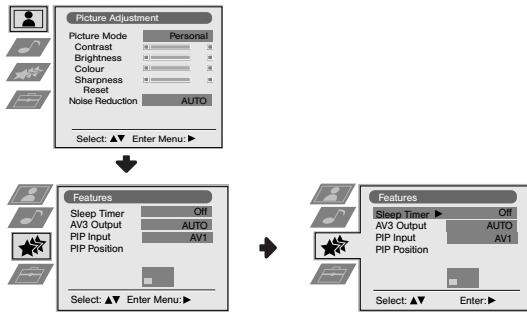 Picture Adjustment
Picture Mode Personal
Contrast
Brightness
Colour
Sharpness
Reset
Noise Reduction AUTO
Select: ▲▼ Enter Menu: ▶
Features
Sleep Timer Off
AV3 Output AUTO
PIP Input AV1
PIP Position
Select: ▲▼ Enter Menu: ▶
Features
Sleep Timer ▶ Off
AV3 Output AUTO
PIP Input AV1
PIP Position
Select: ▲▼ Enter: ▶